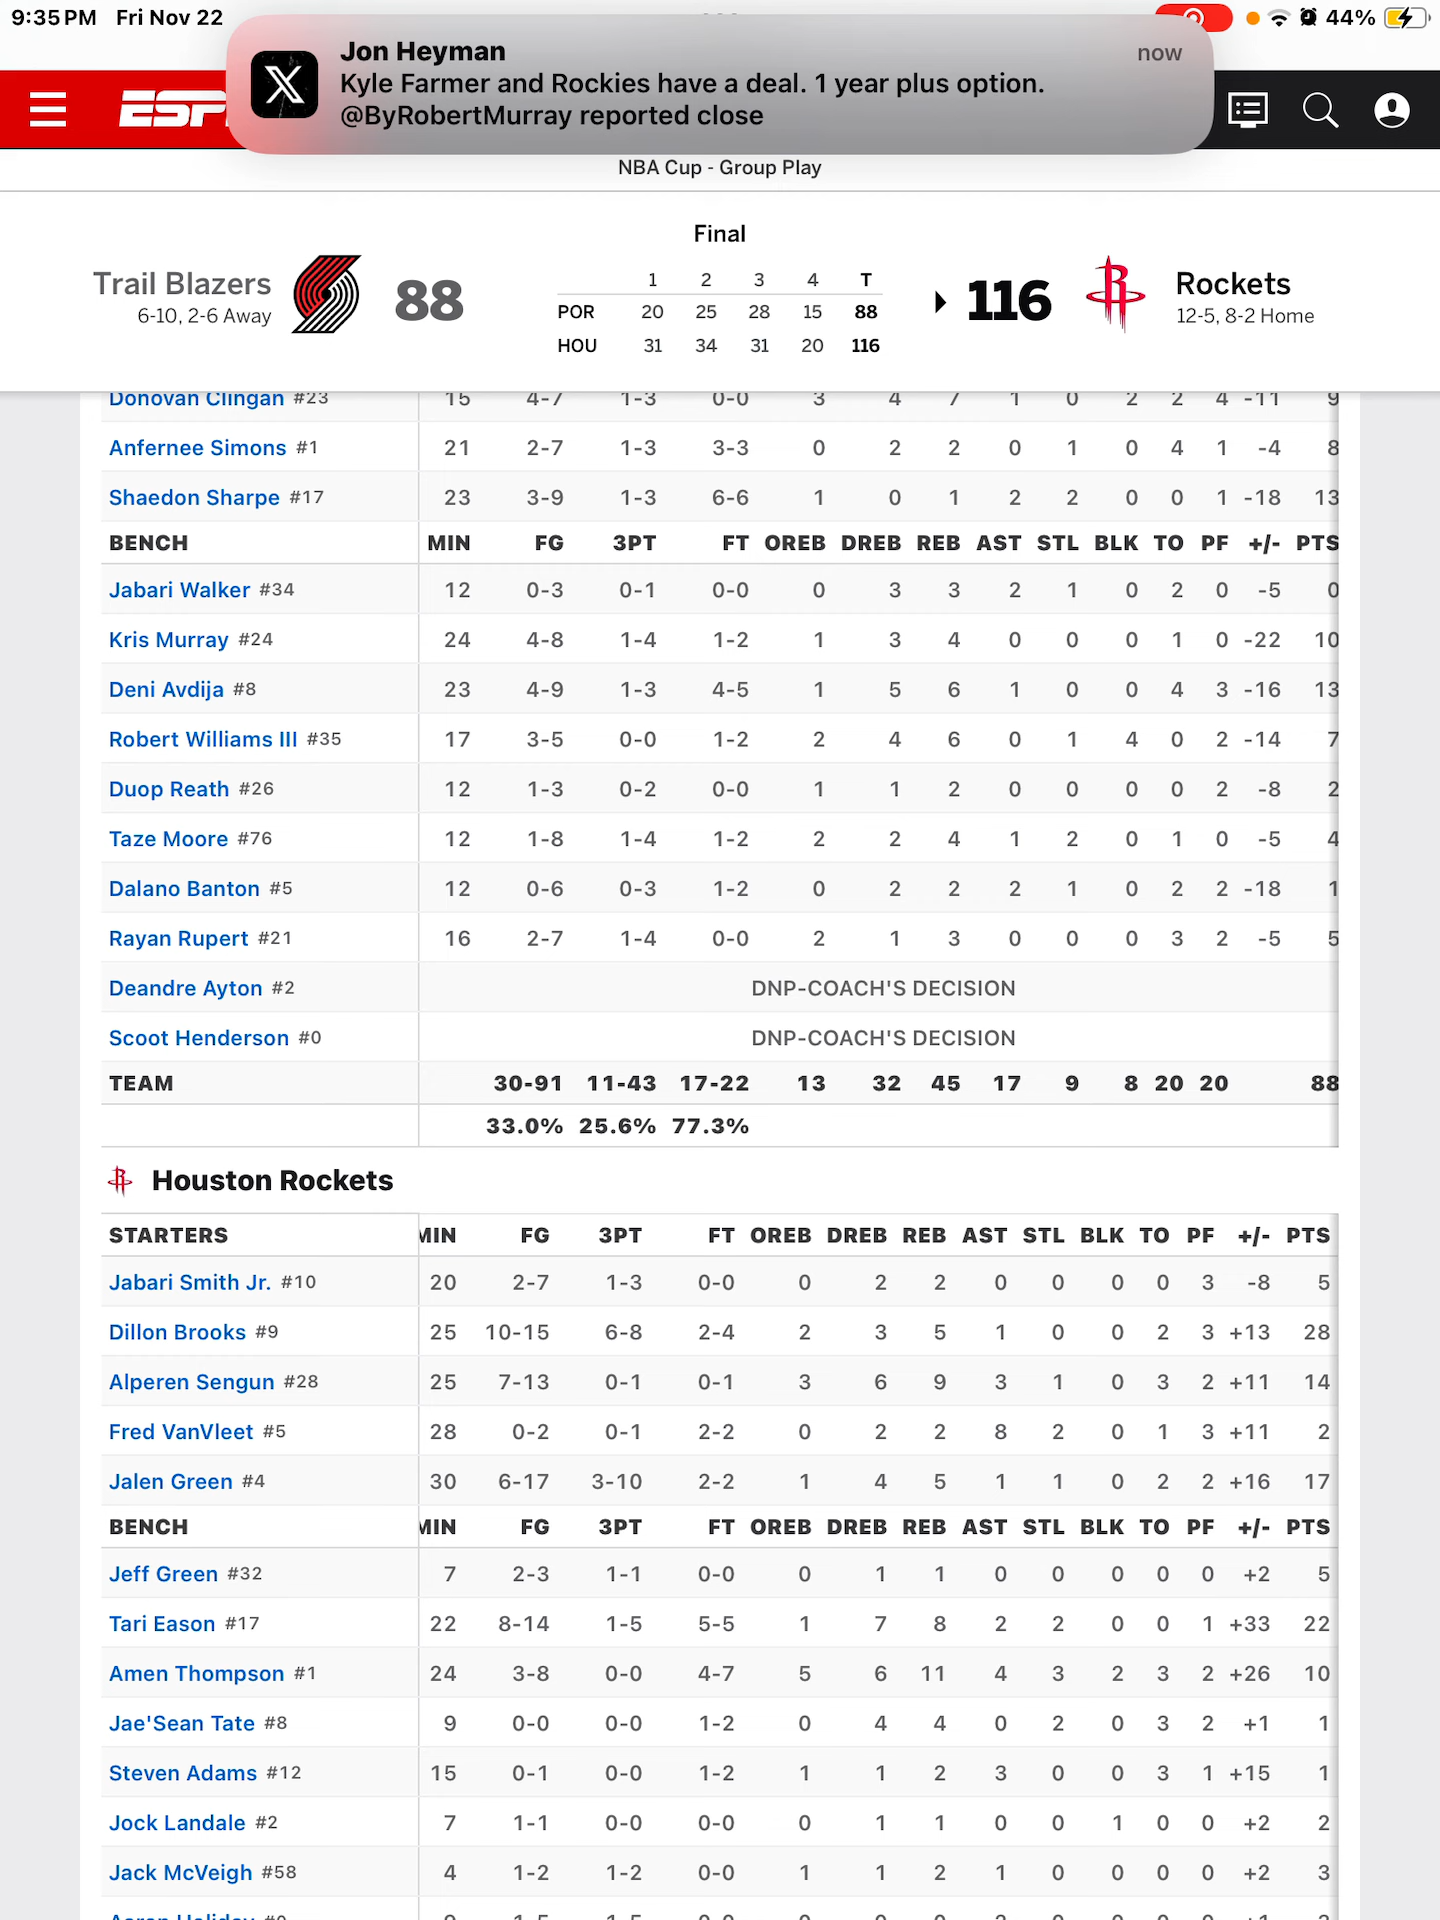 9:35 PM Fri Nov 22
44%
Jon Heyman now
Kyle Farmer and Rockies have a deal. 1 year plus option.
@ByRobertMurray reported close
NBA Cup - Group Play
Final
Trail Blazers
6-10, 2-6 Away
88
1 2 3 4 T
POR 20 25 28 15 88
HOU 31 34 31 20 116
116
Rockets
12-5, 8-2 Home
Donovan Clingan #23 15 4-7 1-3 0-0 3 4 7 1 0 2 2 4 -11 9
Anfernee Simons #1 21 2-7 1-3 3-3 0 2 2 0 1 0 4 1 -4 8
Shaedon Sharpe #17 23 3-9 1-3 6-6 1 0 1 2 2 0 0 1 -18 13
BENCH MIN FG 3PT FT OREB DREB REB AST STL BLK TO PF +/- PTS
Jabari Walker #34 12 0-3 0-1 0-0 0 3 3 2 1 0 2 0 -5 0
Kris Murray #24 24 4-8 1-4 1-2 1 3 4 0 0 0 1 0 -22 10
Deni Avdija #8 23 4-9 1-3 4-5 1 5 6 1 0 0 4 3 -16 13
Robert Williams III #35 17 3-5 0-0 1-2 2 4 6 0 1 4 0 2 -14 7
Duop Reath #26 12 1-3 0-2 0-0 1 1 2 0 0 0 0 2 -8 2
Taze Moore #76 12 1-8 1-4 1-2 2 2 4 1 2 0 1 0 -5 4
Dalano Banton #5 12 0-6 0-3 1-2 0 2 2 2 1 0 2 2 -18 1
Rayan Rupert #21 16 2-7 1-4 0-0 2 1 3 0 0 0 3 2 -5 5
Deandre Ayton #2 DNP-COACH'S DECISION
Scoot Henderson #0 DNP-COACH'S DECISION
TEAM 30-91 11-43 17-22 13 32 45 17 9 8 20 20 88
33.0% 25.6% 77.3%
Houston Rockets
STARTERS MIN FG 3PT FT OREB DREB REB AST STL BLK TO PF +/- PTS
Jabari Smith Jr. #10 20 2-7 1-3 0-0 0 2 2 0 0 0 0 3 -8 5
Dillon Brooks #9 25 10-15 6-8 2-4 2 3 5 1 0 0 2 3 +13 28
Alperen Sengun #28 25 7-13 0-1 0-1 3 6 9 3 1 0 3 2 +11 14
Fred VanVleet #5 28 0-2 0-1 2-2 0 2 2 8 2 0 1 3 +11 2
Jalen Green #4 30 6-17 3-10 2-2 1 4 5 1 1 0 2 2 +16 17
BENCH MIN FG 3PT FT OREB DREB REB AST STL BLK TO PF +/- PTS
Jeff Green #32 7 2-3 1-1 0-0 0 1 1 0 0 0 0 0 +2 5
Tari Eason #17 22 8-14 1-5 5-5 1 7 8 2 2 0 0 1 +33 22
Amen Thompson #1 24 3-8 0-0 4-7 5 6 11 4 3 2 3 2 +26 10
Jae'Sean Tate #8 9 0-0 0-0 1-2 0 4 4 0 2 0 3 2 +1 1
Steven Adams #12 15 0-1 0-0 1-2 1 1 2 3 0 0 3 1 +15 1
Jock Landale #2 7 1-1 0-0 0-0 0 1 1 0 0 1 0 0 +2 2
Jack McVeigh #58 4 1-2 1-2 0-0 1 1 2 1 0 0 0 0 +2 3